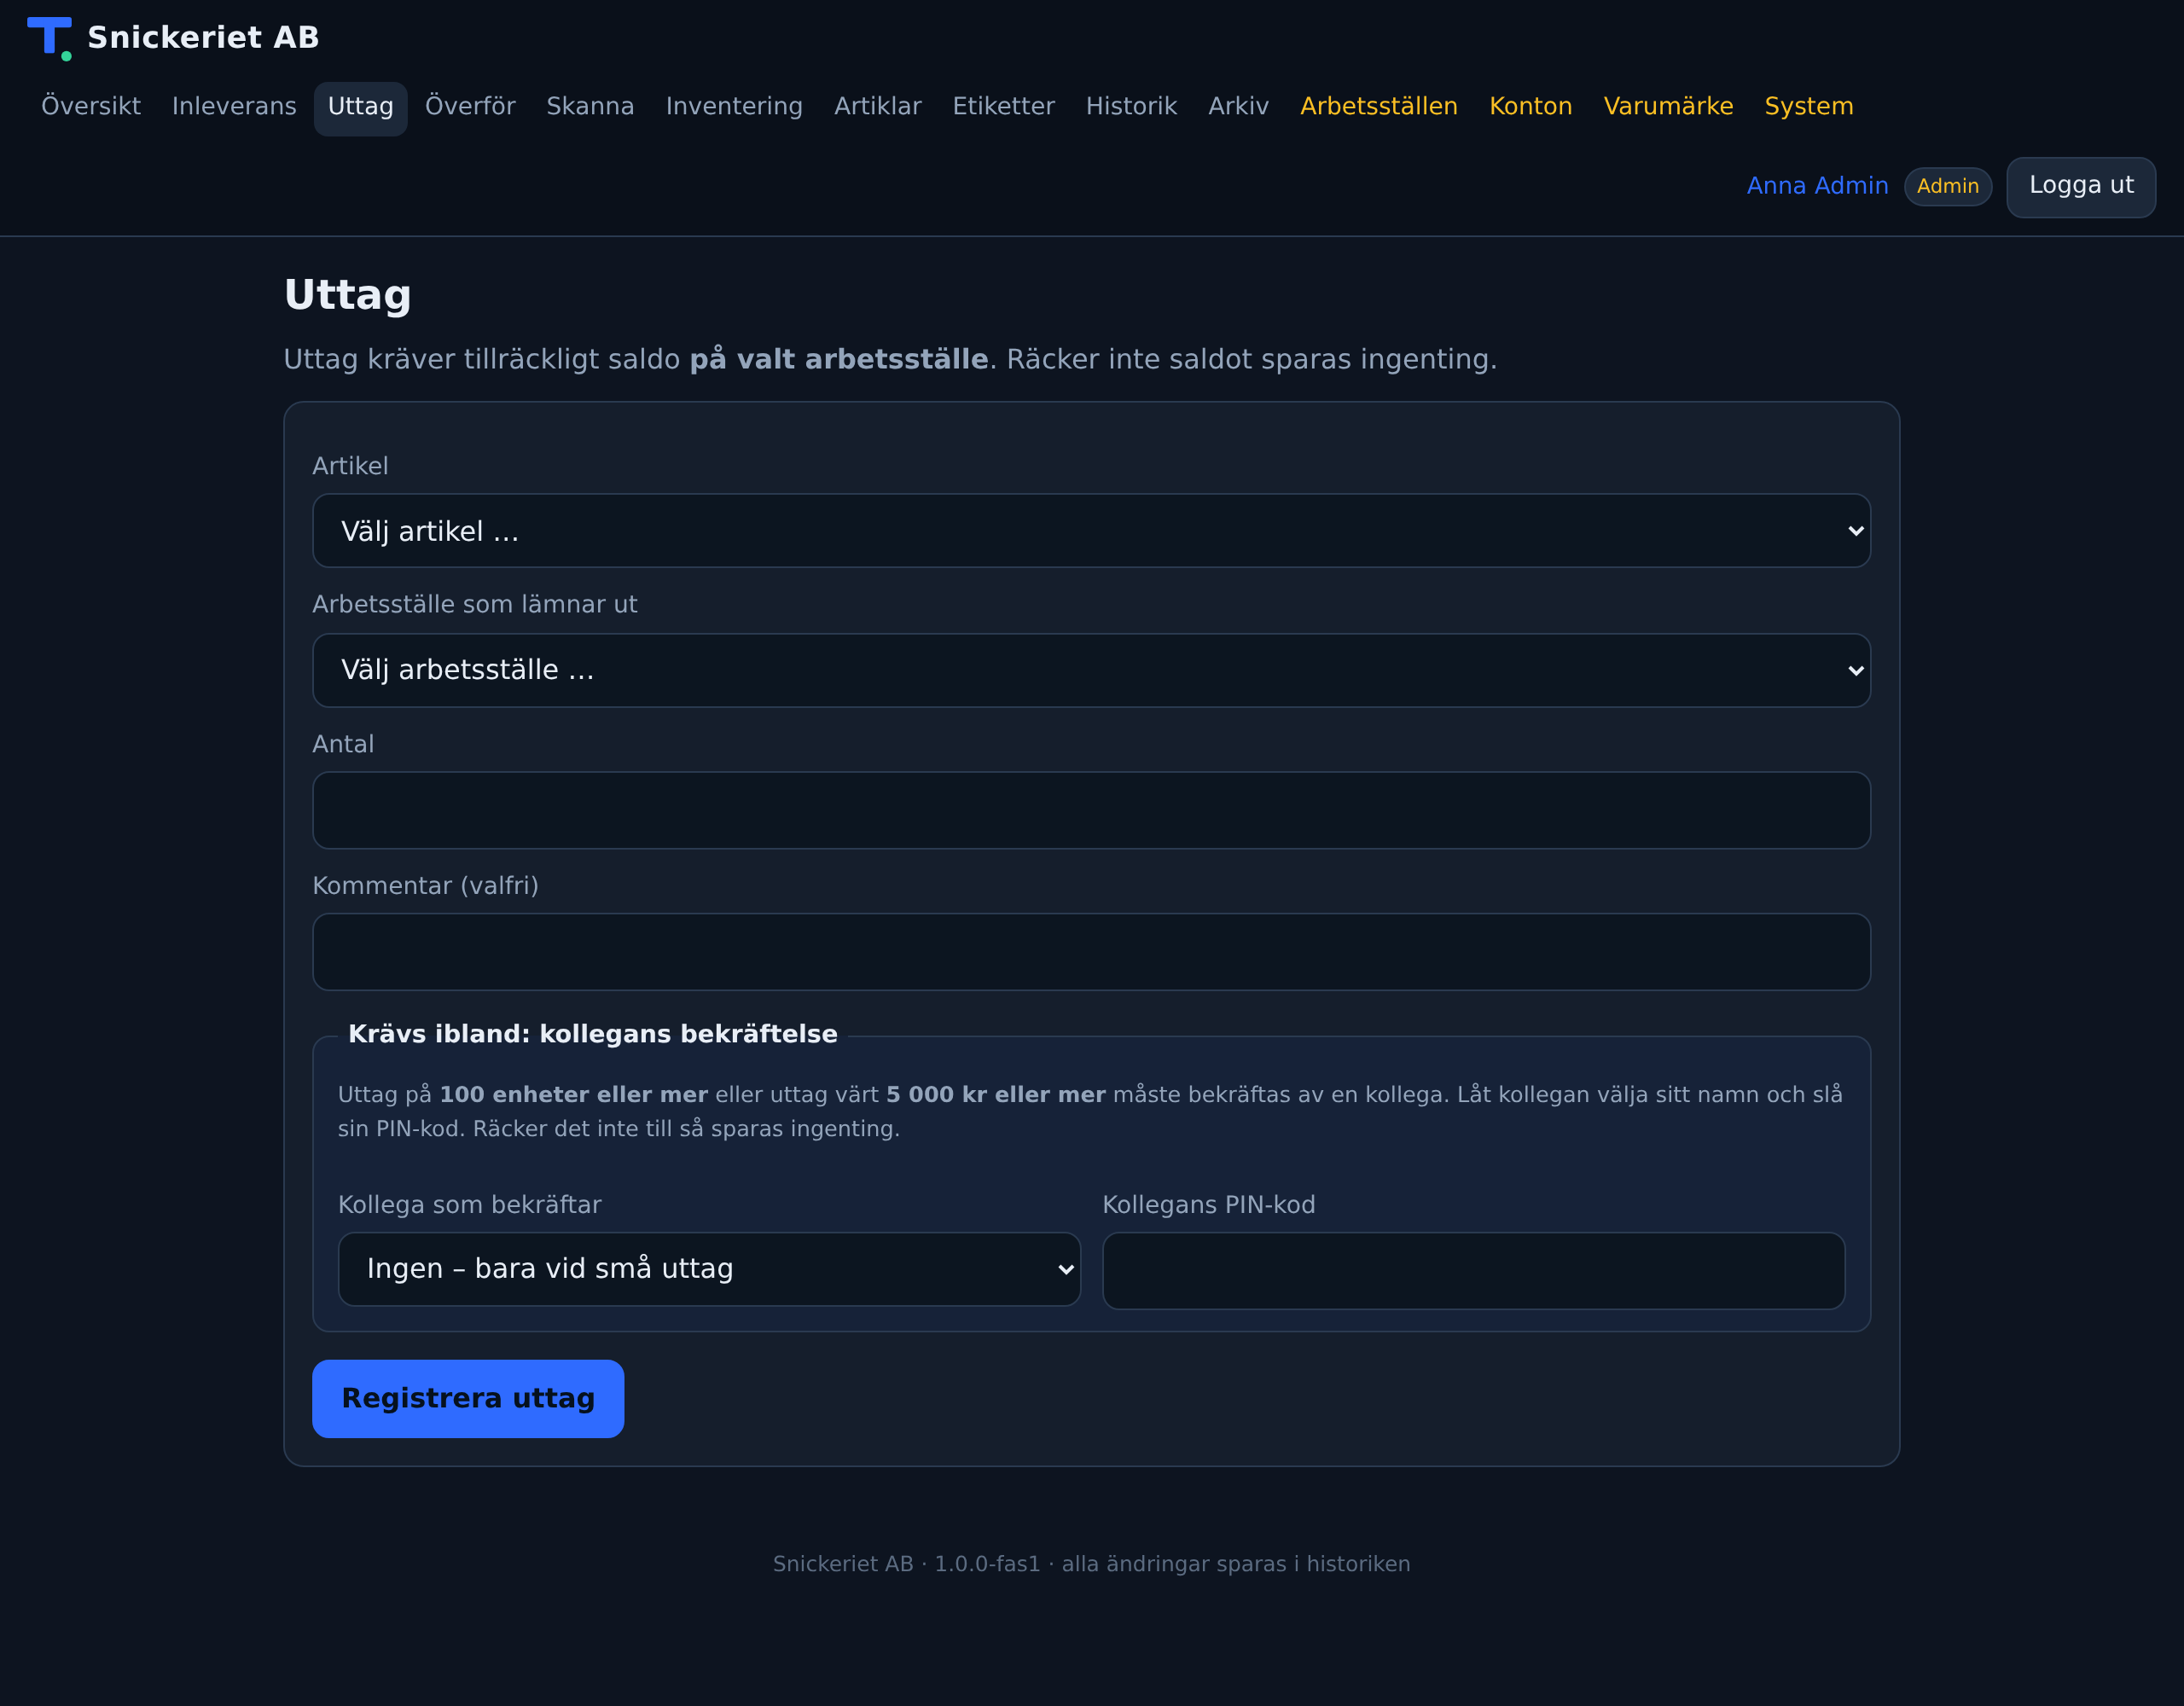 Snickeriet AB
Översikt Inleverans Uttag Överför Skanna Inventering Artiklar Etiketter Historik Arkiv Arbetsställen Konton Varumärke System
Anna Admin Admin Logga ut
Uttag
Uttag kräver tillräckligt saldo på valt arbetsställe. Räcker inte saldot sparas ingenting.
Artikel
Välj artikel …
Arbetsställe som lämnar ut
Välj arbetsställe …
Antal
Kommentar (valfri)
Krävs ibland: kollegans bekräftelse
Uttag på 100 enheter eller mer eller uttag värt 5 000 kr eller mer måste bekräftas av en kollega. Låt kollegan välja sitt namn och slå
sin PIN-kod. Räcker det inte till så sparas ingenting.
Kollega som bekräftar Kollegans PIN-kod
Ingen – bara vid små uttag
Registrera uttag
Snickeriet AB · 1.0.0-fas1 · alla ändringar sparas i historiken